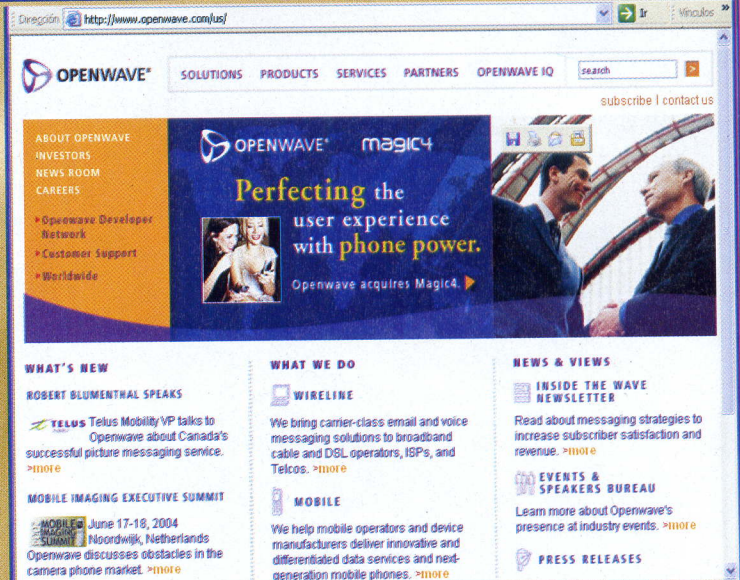 Dirección http://www.openwave.com/us/ Ir Vínculos »
OPENWAVE® SOLUTIONS PRODUCTS SERVICES PARTNERS OPENWAVE IQ search >
subscribe | contact us
ABOUT OPENWAVE
INVESTORS
NEWS ROOM
CAREERS
Openwave Developer
Network
Customer Support
Worldwide
OPENWAVE® magic4
Perfecting the
user experience
with phone power.
Openwave acquires Magic4.
WHAT'S NEW
ROBERT BLUMENTHAL SPEAKS
TELUS Telus Mobility VP talks to
Openwave about Canada's
successful picture messaging service.
>more
MOBILE IMAGING EXECUTIVE SUMMIT
MOBILE
IMAGING
SUMMIT
June 17-18, 2004
Noordwijk, Netherlands
Openwave discusses obstacles in the
camera phone market. >more
WHAT WE DO
WIRELINE
We bring carrier-class email and voice
messaging solutions to broadband
cable and DSL operators, ISPs, and
Telcos. >more
MOBILE
We help mobile operators and device
manufacturers deliver innovative and
differentiated data services and next-
generation mobile phones. >more
NEWS & VIEWS
INSIDE THE WAVE
NEWSLETTER
Read about messaging strategies to
increase subscriber satisfaction and
revenue. >more
EVENTS &
SPEAKERS BUREAU
Learn more about Openwave's
presence at industry events. >more
PRESS RELEASES